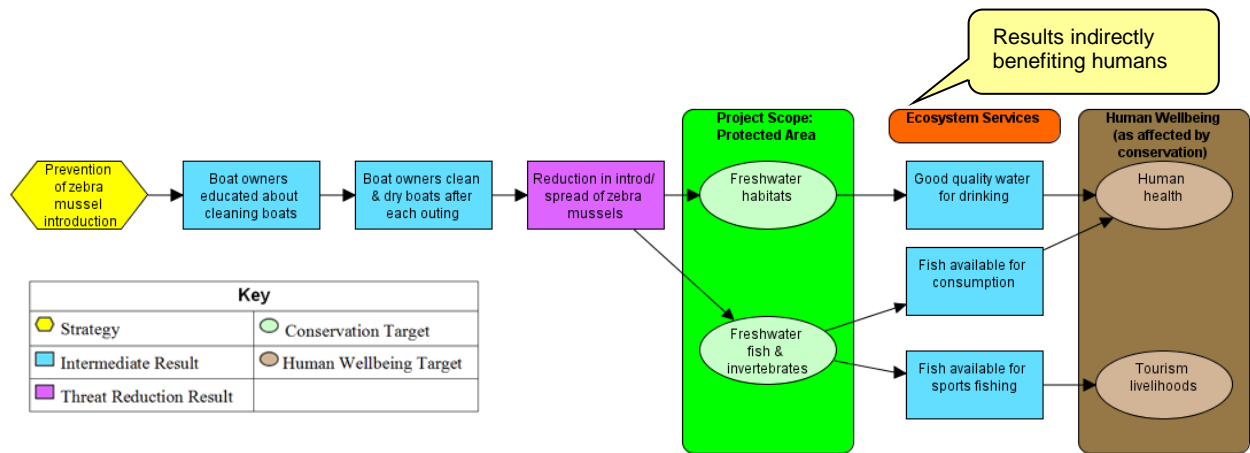 Results indirectly
benefiting humans
Project Scope:
Protected Area
Ecosystem Services
Human Wellbeing
(as affected by
conservation)
Prevention
of zebra
mussel
introduction
Boat owners
educated about
cleaning boats
Boat owners clean
& dry boats after
each outing
Reduction in introd/
spread of zebra
mussels
Freshwater
habitats
Good quality water
for drinking
Human
health
Fish available for
consumption
Freshwater
fish &
invertebrates
Fish available for
sports fishing
Tourism
livelihoods
Key
Strategy
Conservation Target
Intermediate Result
Human Wellbeing Target
Threat Reduction Result